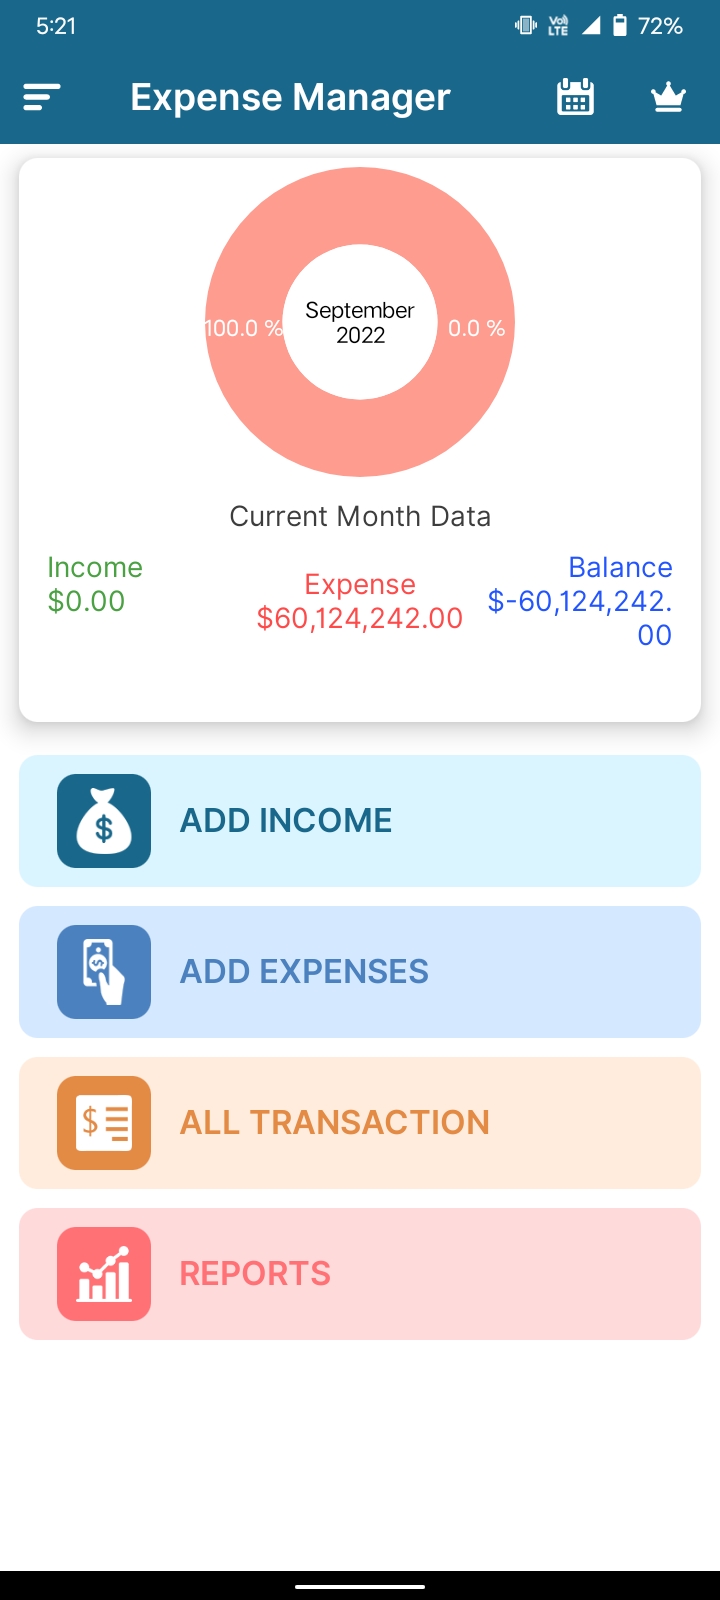 5:21
Vo) LTE
72%
Expense Manager
100.0 %
September
2022
0.0 %
Current Month Data
Income
$0.00
Expense
$60,124,242.00
Balance
$-60,124,242.
00
$
ADD INCOME
$
ADD EXPENSES
$
ALL TRANSACTION
REPORTS